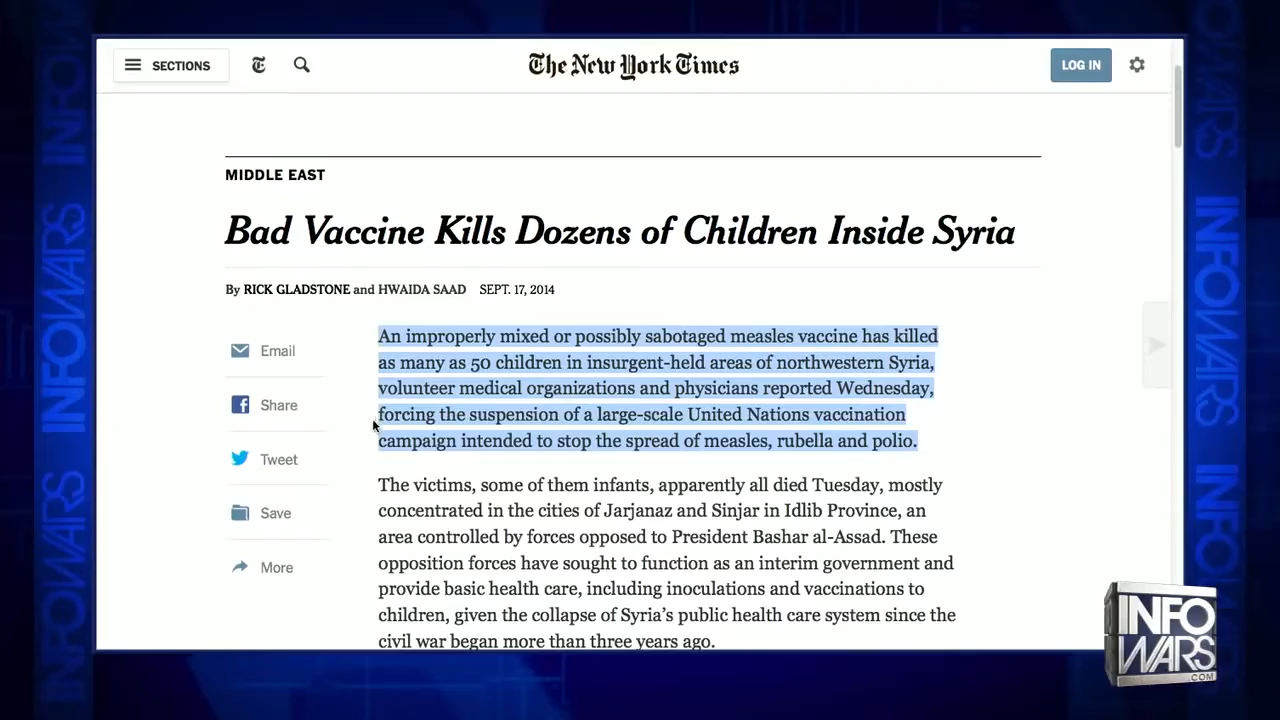 SECTIONS
The New York Times
LOG IN
MIDDLE EAST
Bad Vaccine Kills Dozens of Children Inside Syria
By RICK GLADSTONE and HWAIDA SAAD SEPT. 17, 2014
Email
Share
Tweet
Save
More
An improperly mixed or possibly sabotaged measles vaccine has killed
as many as 50 children in insurgent-held areas of northwestern Syria,
volunteer medical organizations and physicians reported Wednesday,
forcing the suspension of a large-scale United Nations vaccination
campaign intended to stop the spread of measles, rubella and polio.
The victims, some of them infants, apparently all died Tuesday, mostly
concentrated in the cities of Jarjanaz and Sinjar in Idlib Province, an
area controlled by forces opposed to President Bashar al-Assad. These
opposition forces have sought to function as an interim government and
provide basic health care, including inoculations and vaccinations to
children, given the collapse of Syria's public health care system since the
civil war began more than three years ago.
INFOWARS
INFOWARS
INFOWARS
INFOWARS
INFO
WARS
.COM